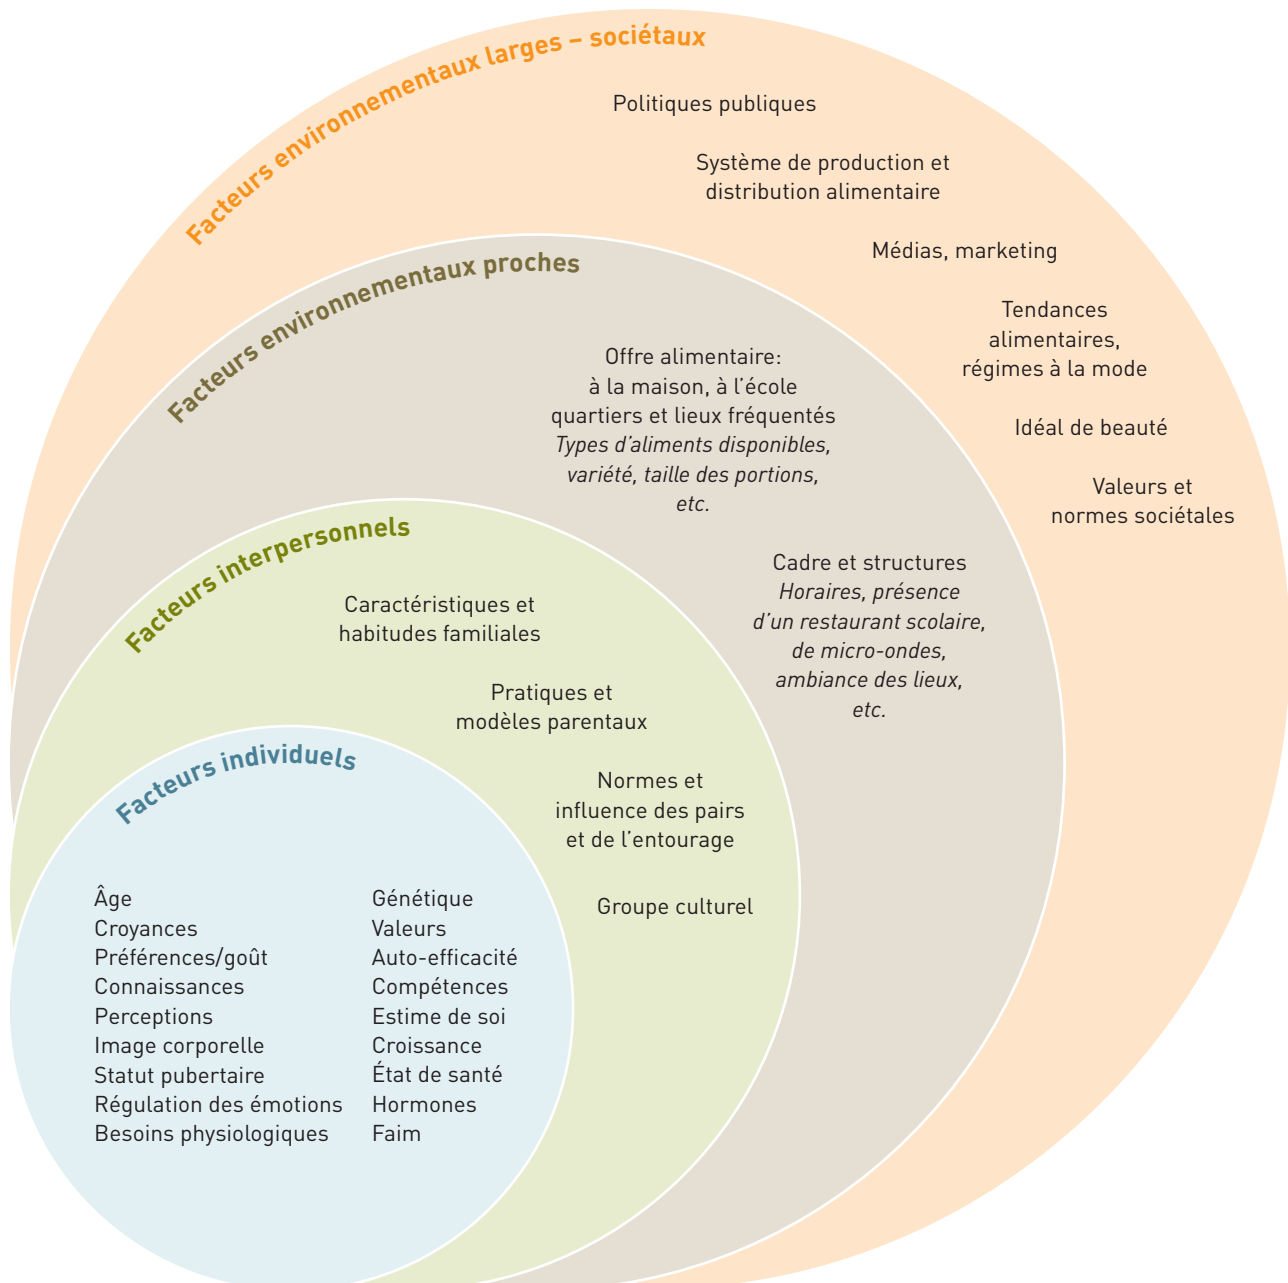 Facteurs environnementaux larges – sociétaux
Politiques publiques
Système de production et
distribution alimentaire
Médias, marketing
Tendances
alimentaires,
régimes à la mode
Idéal de beauté
Valeurs et
normes sociétales
Facteurs environnementaux proches
Offre alimentaire:
à la maison, à l’école
quartiers et lieux fréquentés
Types d’aliments disponibles,
variété, taille des portions,
etc.
Cadre et structures
Horaires, présence
d’un restaurant scolaire,
de micro-ondes,
ambiance des lieux,
etc.
Facteurs interpersonnels
Caractéristiques et
habitudes familiales
Pratiques et
modèles parentaux
Normes et
influence des pairs
et de l’entourage
Groupe culturel
Facteurs individuels
Âge
Croyances
Préférences/goût
Connaissances
Perceptions
Image corporelle
Statut pubertaire
Régulation des émotions
Besoins physiologiques
Génétique
Valeurs
Auto-efficacité
Compétences
Estime de soi
Croissance
État de santé
Hormones
Faim